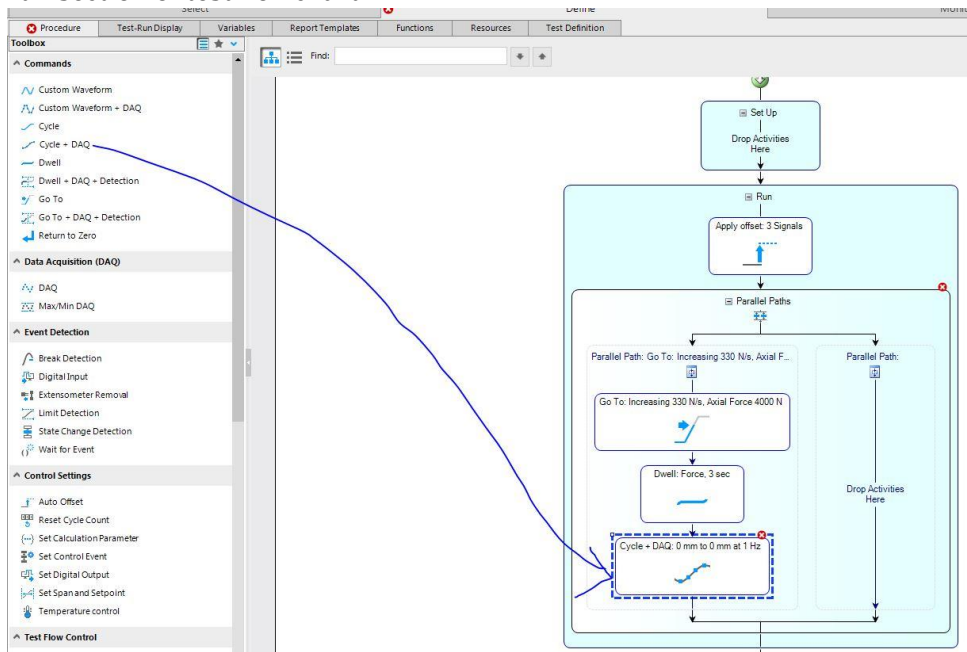 Select
Define
Procedure
Test-Run Display
Variables
Report Templates
Functions
Resources
Test Definition
Toolbox
Find:
Commands
Custom Waveform
Custom Waveform + DAQ
Cycle
Cycle + DAQ
Dwell
Dwell + DAQ + Detection
Go To
Go To + DAQ + Detection
Return to Zero
Data Acquisition (DAQ)
DAQ
Max/Min DAQ
Event Detection
Break Detection
Digital Input
Extensometer Removal
Limit Detection
State Change Detection
Wait for Event
Control Settings
Auto Offset
Reset Cycle Count
Set Calculation Parameter
Set Control Event
Set Digital Output
Set Span and Setpoint
Temperature control
Test Flow Control
Set Up
Drop Activities
Here
Run
Apply offset: 3 Signals
Parallel Paths
Parallel Path: Go To: Increasing 330 N/s, Axial F...
Go To: Increasing 330 N/s, Axial Force 4000 N
Dwell: Force, 3 sec
Cycle + DAQ: 0 mm to 0 mm at 1 Hz
Parallel Path:
Drop Activities
Here